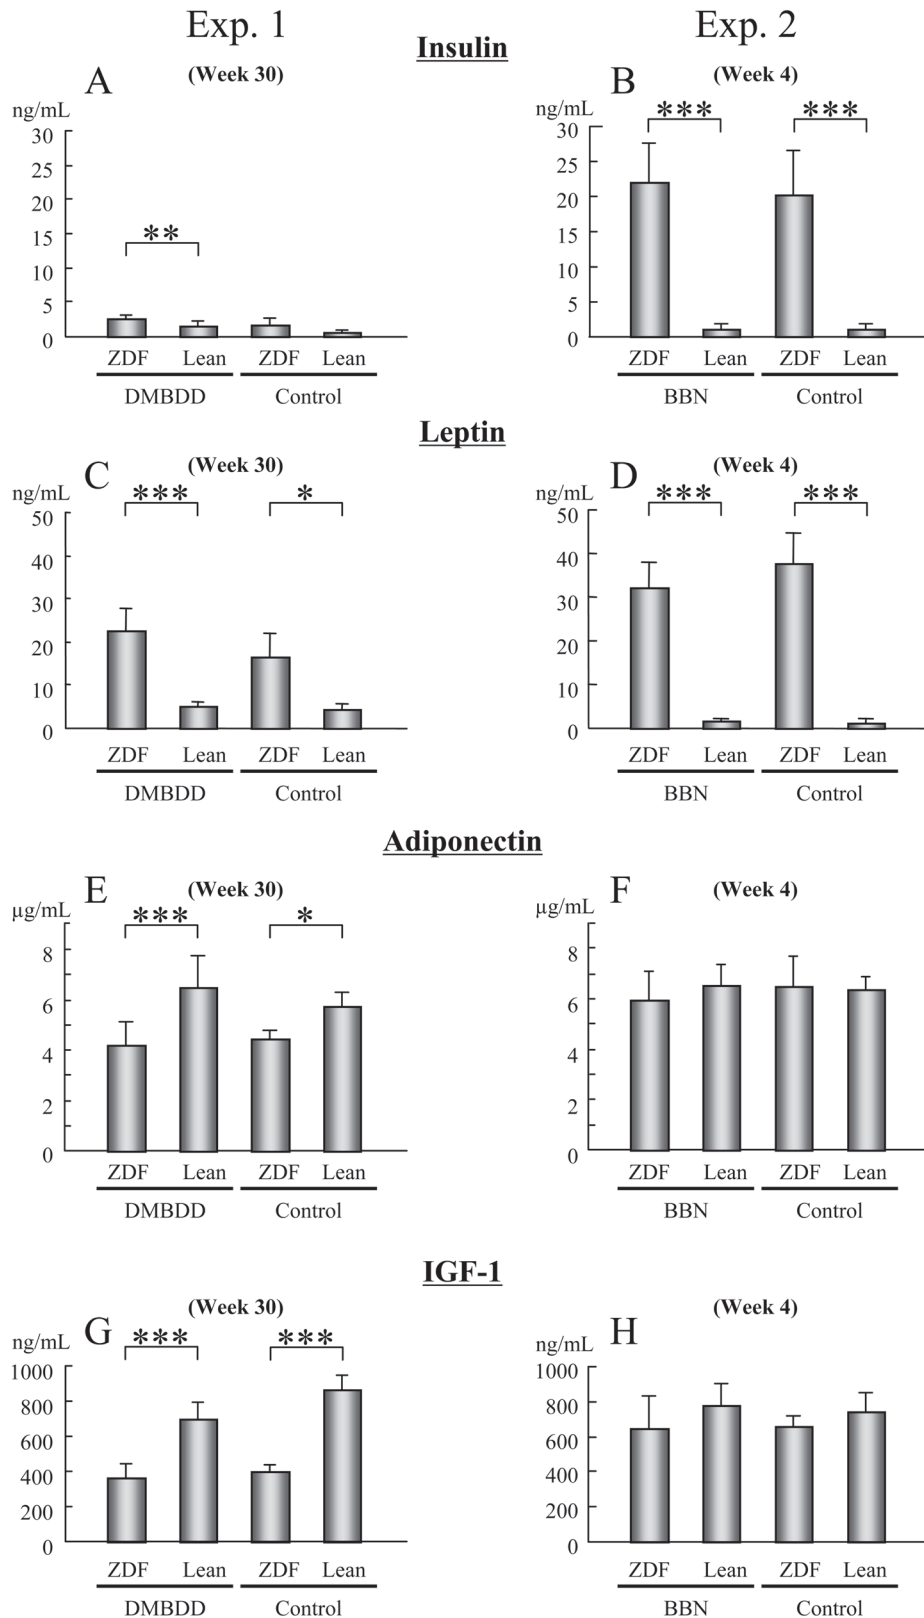 Exp. 1
Exp. 2
Insulin
A
(Week 30)
ng/mL
30
25
20
15
10
5
0
**
ZDF Lean ZDF Lean
DMBDD Control
B
(Week 4)
ng/mL
30
25
20
15
10
5
0
*** ***
ZDF Lean ZDF Lean
BBN Control
Leptin
C
(Week 30)
ng/mL
50
40
30
20
10
0
*** *
ZDF Lean ZDF Lean
DMBDD Control
D
(Week 4)
ng/mL
50
40
30
20
10
0
*** ***
ZDF Lean ZDF Lean
BBN Control
Adiponectin
E
(Week 30)
µg/mL
8
6
4
2
0
*** *
ZDF Lean ZDF Lean
DMBDD Control
F
(Week 4)
µg/mL
8
6
4
2
0
ZDF Lean ZDF Lean
BBN Control
IGF-1
G
(Week 30)
ng/mL
1000
800
600
400
200
0
*** ***
ZDF Lean ZDF Lean
DMBDD Control
H
(Week 4)
ng/mL
1000
800
600
400
200
0
ZDF Lean ZDF Lean
BBN Control